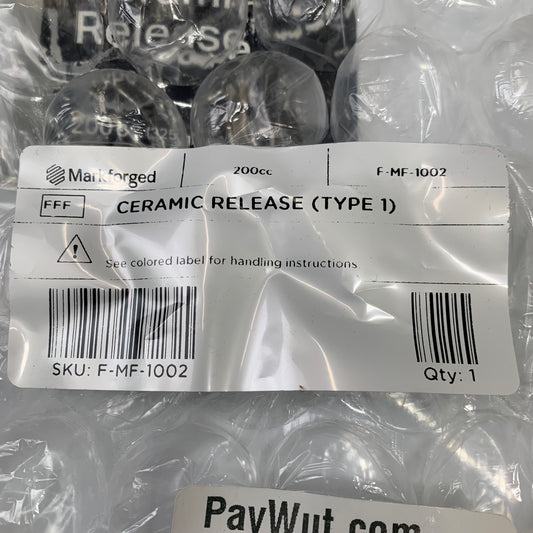 Release
200cc
Markforged
200cc
F-MF-1002
FFF
CERAMIC RELEASE (TYPE 1)
See colored label for handling instructions
SKU: F-MF-1002
Qty: 1
PayWut.com